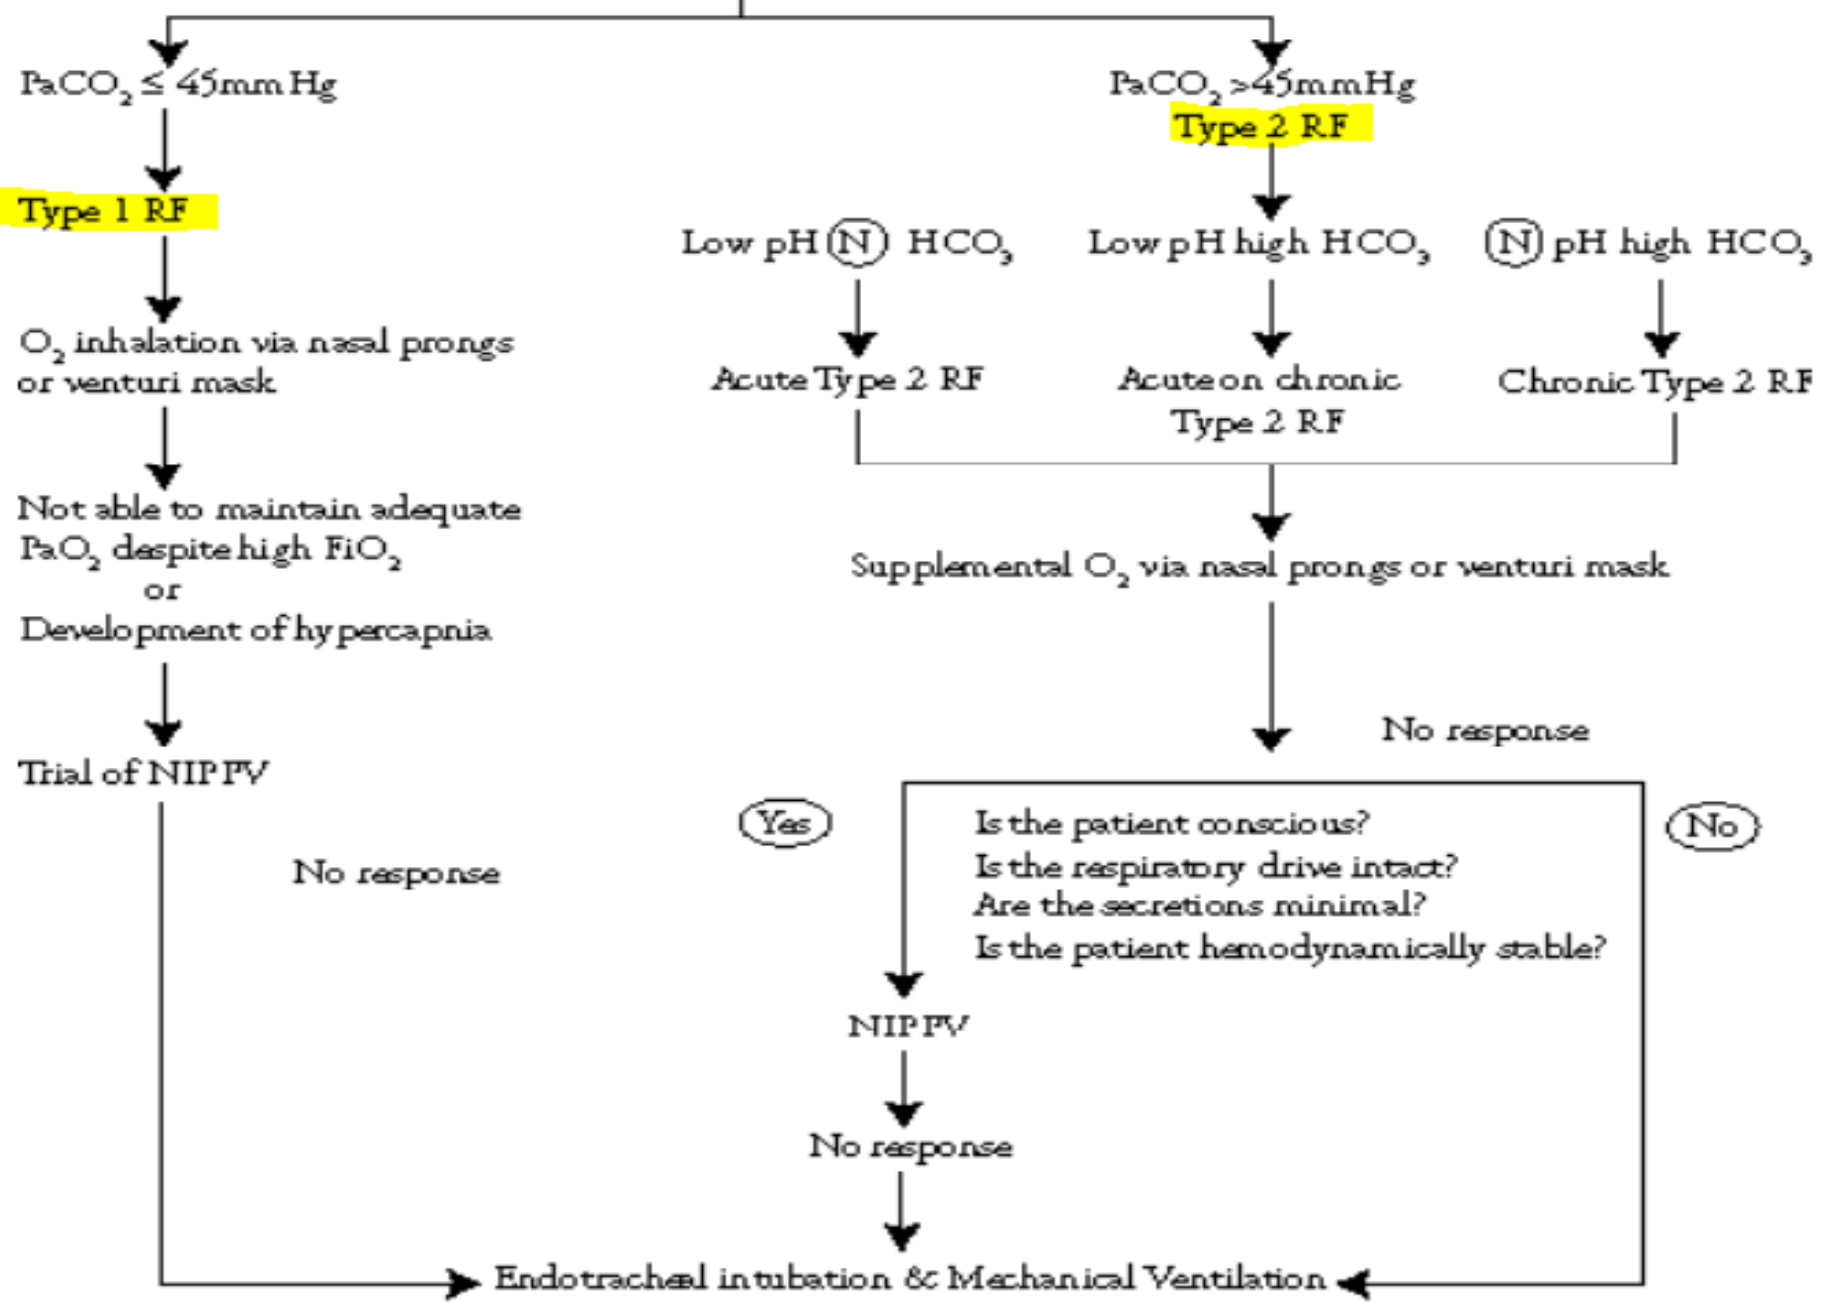 PaCO₂ ≤ 45mm Hg
Type 1 RF
O₂ inhalation via nasal prongs
or venturi mask
Not able to maintain adequate
PaO₂ despite high FiO₂
or
Development of hypercapnia
Trial of NIPPV
No response
PaCO₂ >45mmHg
Type 2 RF
Low pH N HCO₃
Acute Type 2 RF
Low pH high HCO₃
Acute on chronic
Type 2 RF
N pH high HCO₃
Chronic Type 2 RF
Supplemental O₂ via nasal prongs or venturi mask
No response
Yes
Is the patient conscious?
Is the respiratory drive intact?
Are the secretions minimal?
Is the patient hemodynamically stable?
No
NIPPV
No response
Endotracheal intubation & Mechanical Ventilation